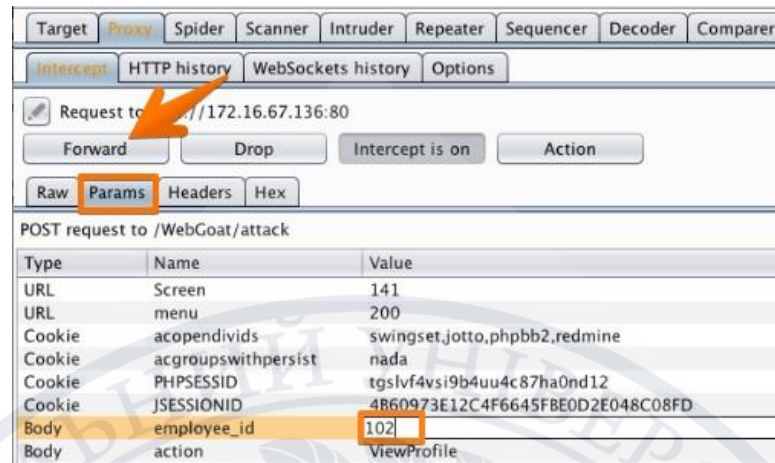 Target Proxy Spider Scanner Intruder Repeater Sequencer Decoder Comparer
Intercept HTTP history WebSockets history Options
Request to //172.16.67.136:80
Forward Drop Intercept is on Action
Raw Params Headers Hex
POST request to /WebGoat/attack
Type Name Value
URL Screen 141
URL menu 200
Cookie acopendivids swingset,jotto,phpbb2,redmine
Cookie acgroupswithpersist nada
Cookie PHPSESSID tgslvf4vsi9b4uu4c87ha0nd12
Cookie JSESSIONID 4B60973E12C4F6645FBE0D2E048C08FD
Body employee_id 102
Body action ViewProfile